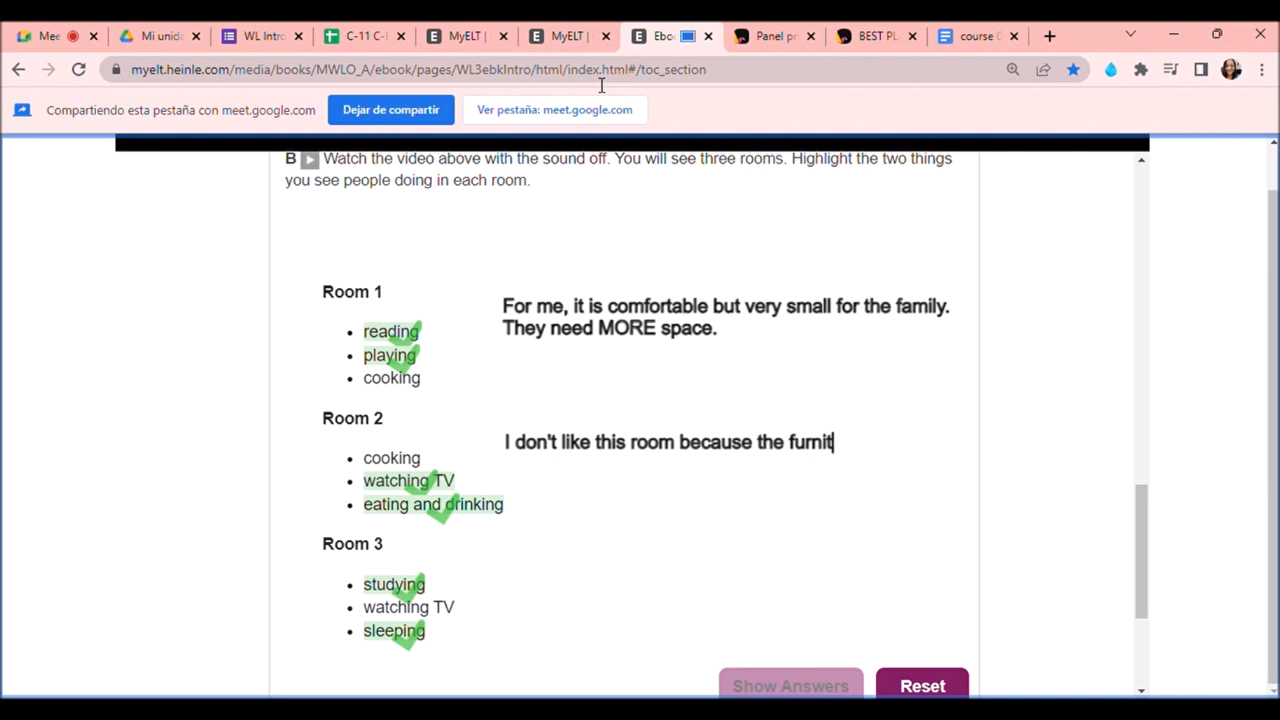 Mee
Mi unida
WL Intro
C-11 C-E
MyELT |
MyELT |
Eboo
Panel pr
BEST PL
course 0
myelt.heinle.com/media/books/MWLO_A/ebook/pages/WL3ebkIntro/html/index.html#/toc_section
Compartiendo esta pestaña con meet.google.com
Dejar de compartir
Ver pestaña: meet.google.com
B Watch the video above with the sound off. You will see three rooms. Highlight the two things
you see people doing in each room.
Room 1
reading
playing
cooking
For me, it is comfortable but very small for the family.
They need MORE space.
Room 2
cooking
watching TV
eating and drinking
I don't like this room because the furnit
Room 3
studying
watching TV
sleeping
Show Answers
Reset